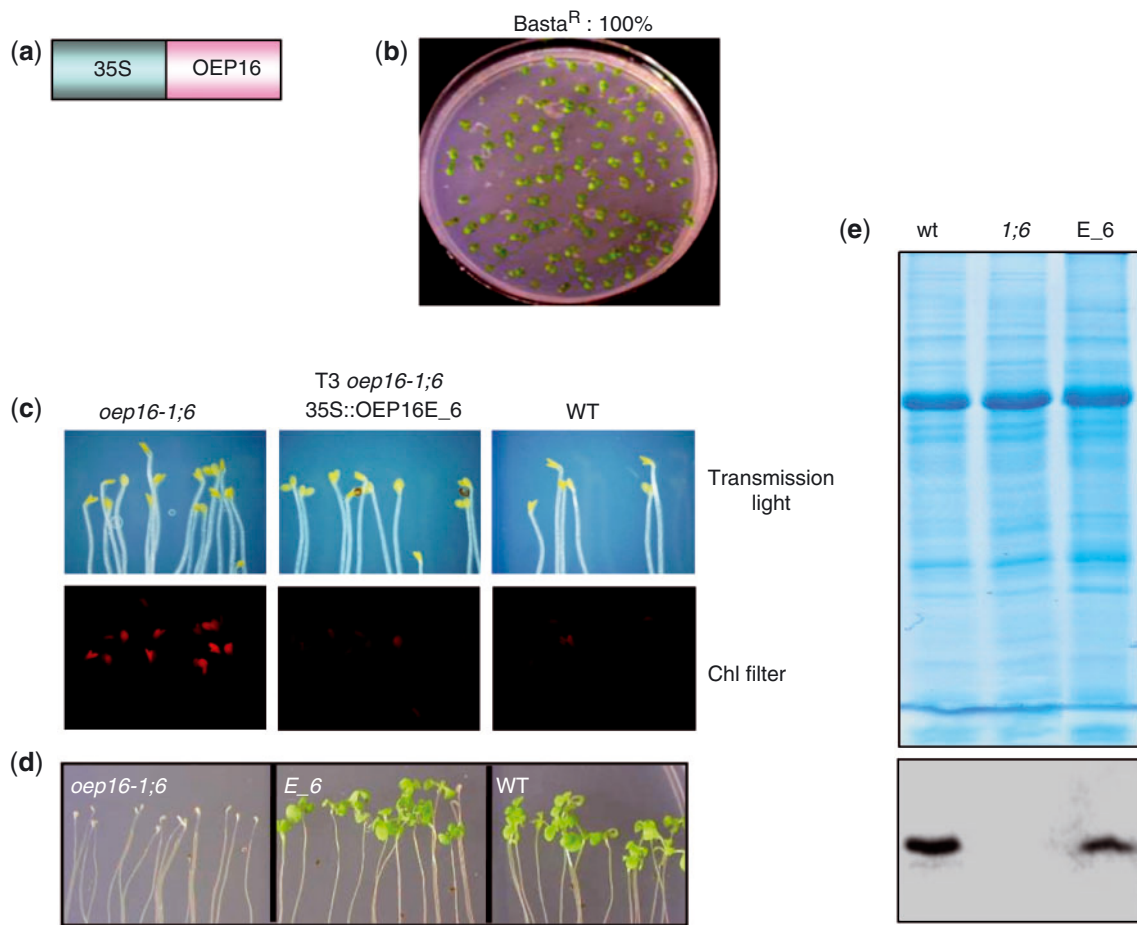 (a)
35S OEP16
(b)
Basta^R : 100%
(c)
oep16-1;6
T3 oep16-1;6
35S::OEP16E_6
WT
Transmission
light
Chl filter
(d)
oep16-1;6
E_6
WT
(e)
wt 1;6 E_6